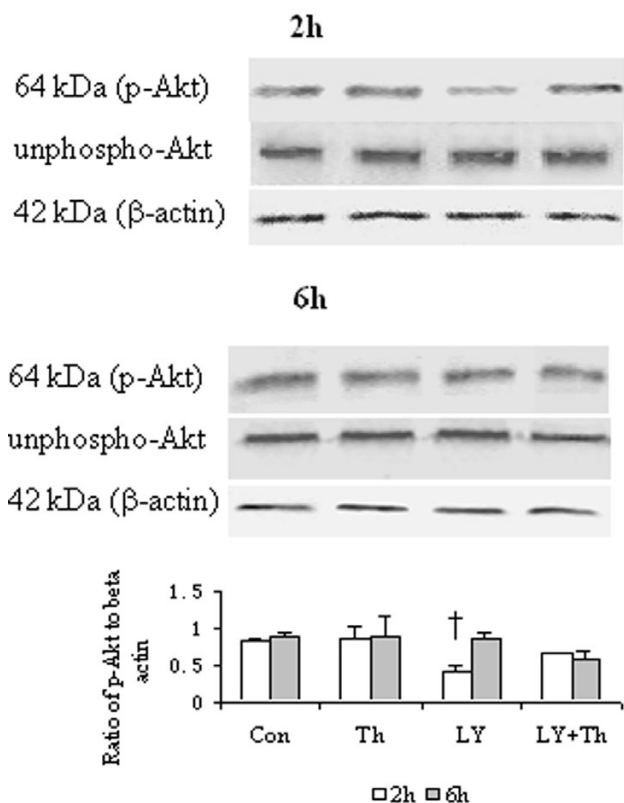 2h
64 kDa (p-Akt)
unphospho-Akt
42 kDa (β-actin)
6h
64 kDa (p-Akt)
unphospho-Akt
42 kDa (β-actin)
Ratio of p-Akt to beta
actin
1.5
1
0.5
0
†
Con Th LY LY+Th
2h 6h